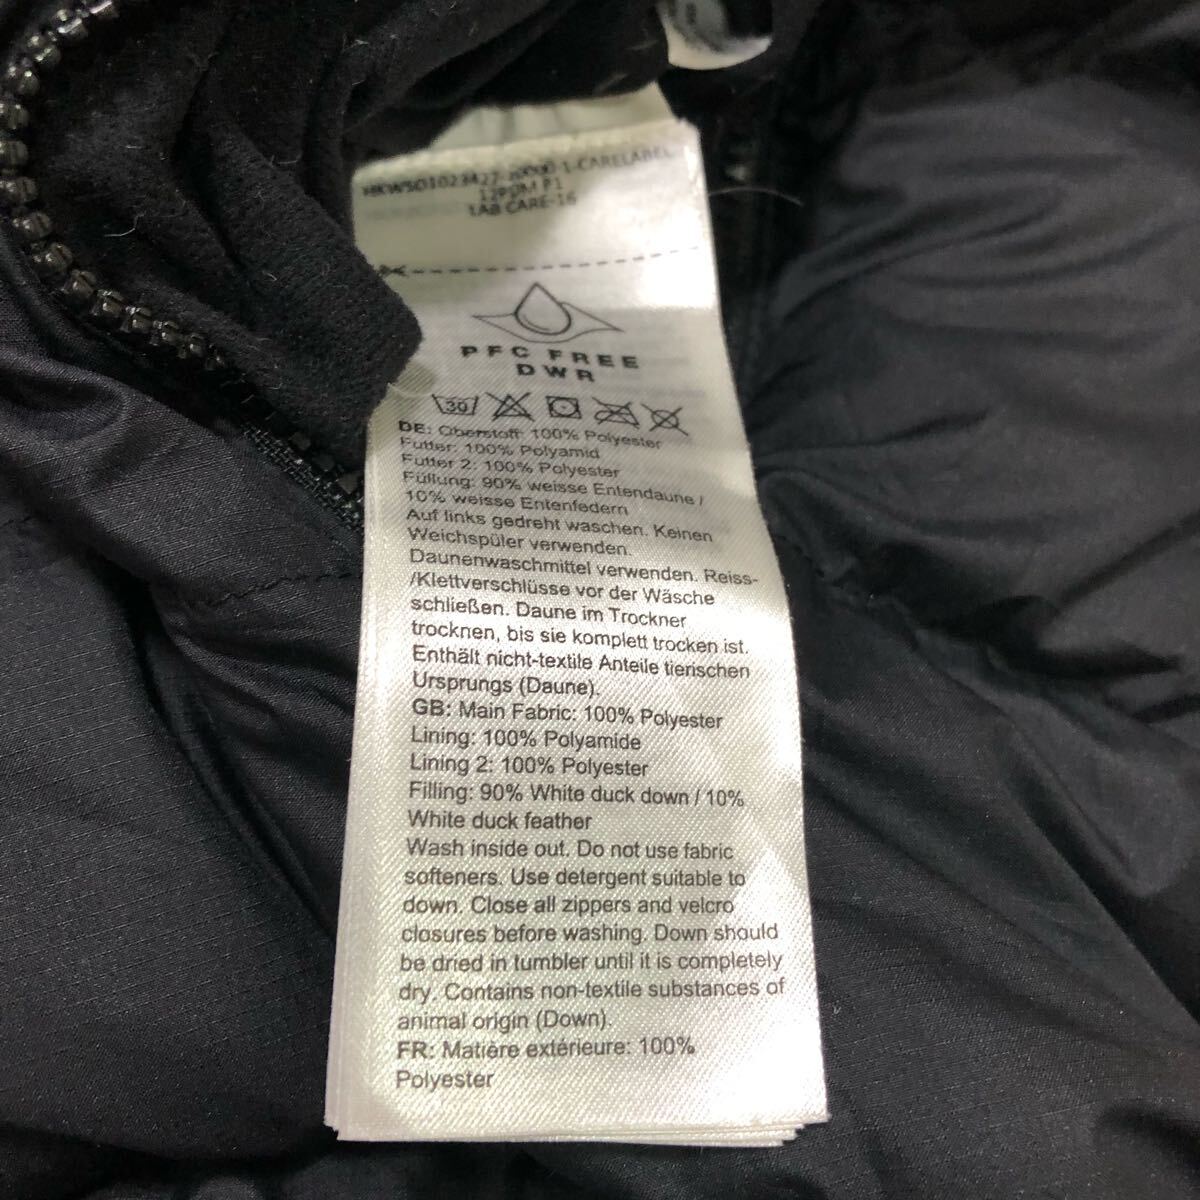 1-CARELABEL
TAB CARE-16
PFC FREE
DWR
30
DE: Oberstoff: 100% Polyester
Futter: 100% Polyamid
Futter 2: 100% Polyester
Füllung: 90% weisse Entendaune /
10% weisse Entenfedern
Auf links gedreht waschen. Keinen
Weichspüler verwenden.
Daunenwaschmittel verwenden. Reiss-
/Klettverschlüsse vor der Wäsche
schließen. Daune im Trockner
trocknen, bis sie komplett trocken ist.
Enthält nicht-textile Anteile tierischen
Ursprungs (Daune).
GB: Main Fabric: 100% Polyester
Lining: 100% Polyamide
Lining 2: 100% Polyester
Filling: 90% White duck down / 10%
White duck feather
Wash inside out. Do not use fabric
softeners. Use detergent suitable to
down. Close all zippers and velcro
closures before washing. Down should
be dried in tumbler until it is completely
dry. Contains non-textile substances of
animal origin (Down).
FR: Matière extérieure: 100%
Polyester